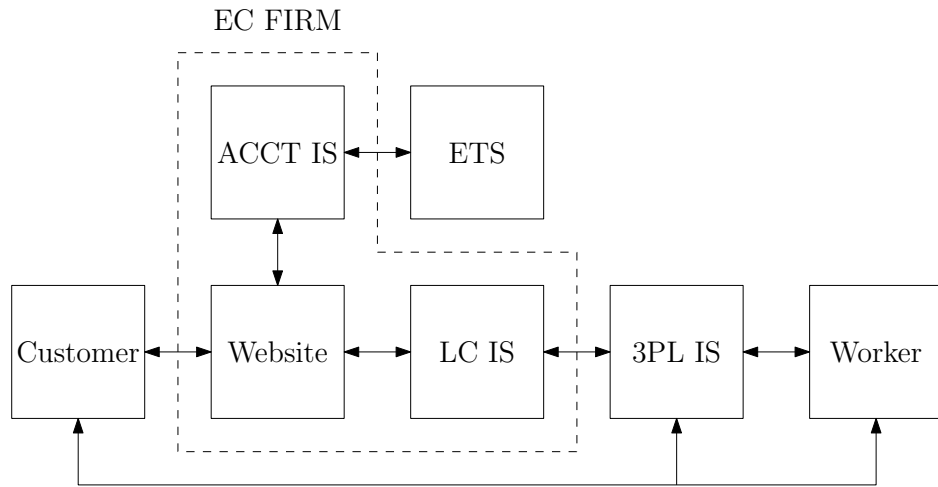 EC FIRM
ACCT IS
ETS
Customer
Website
LC IS
3PL IS
Worker